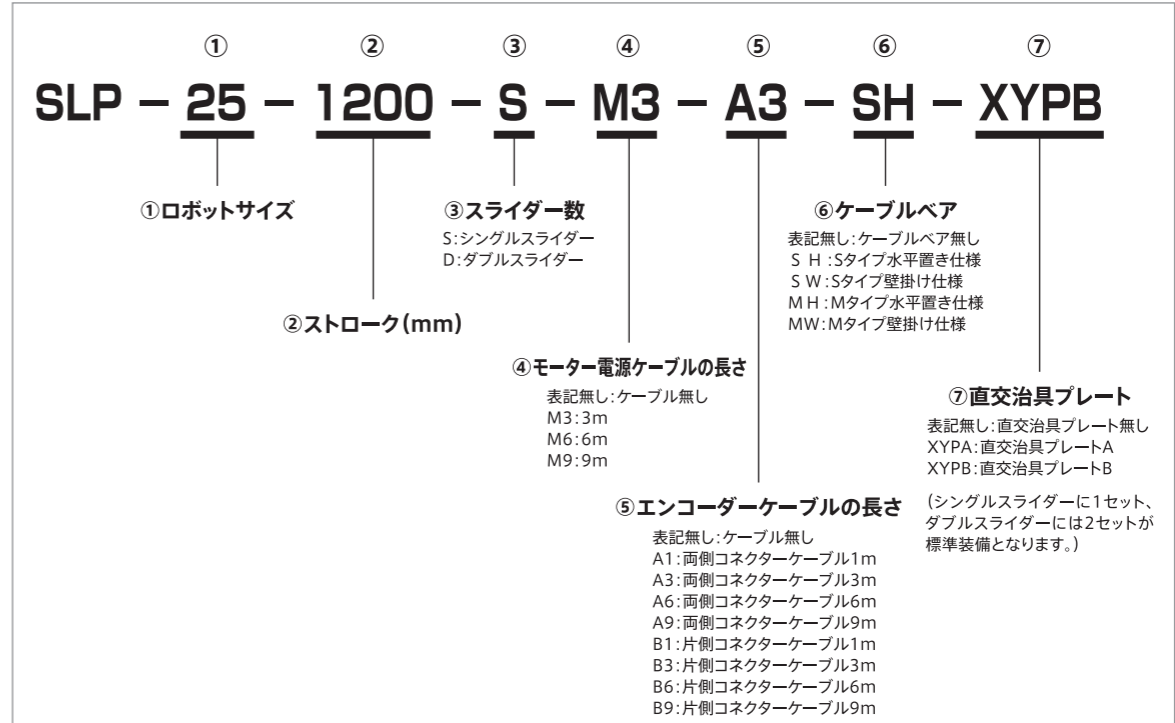 ① ② ③ ④ ⑤ ⑥ ⑦
SLP － 25 － 1200 － S － M3 － A3 － SH － XYPB
①ロボットサイズ
②ストローク(mm)
③スライダー数
S:シングルスライダー
D:ダブルスライダー
④モーター電源ケーブルの長さ
表記無し:ケーブル無し
M3:3m
M6:6m
M9:9m
⑤エンコーダーケーブルの長さ
表記無し:ケーブル無し
A1:両側コネクターケーブル1m
A3:両側コネクターケーブル3m
A6:両側コネクターケーブル6m
A9:両側コネクターケーブル9m
B1:片側コネクターケーブル1m
B3:片側コネクターケーブル3m
B6:片側コネクターケーブル6m
B9:片側コネクターケーブル9m
⑥ケーブルベア
表記無し:ケーブルベア無し
S H :Sタイプ水平置き仕様
S W:Sタイプ壁掛け仕様
M H:Mタイプ水平置き仕様
MW:Mタイプ壁掛け仕様
⑦直交治具プレート
表記無し:直交治具プレート無し
XYPA:直交治具プレートA
XYPB:直交治具プレートB
(シングルスライダーに1セット、
ダブルスライダーには2セットが
標準装備となります。)